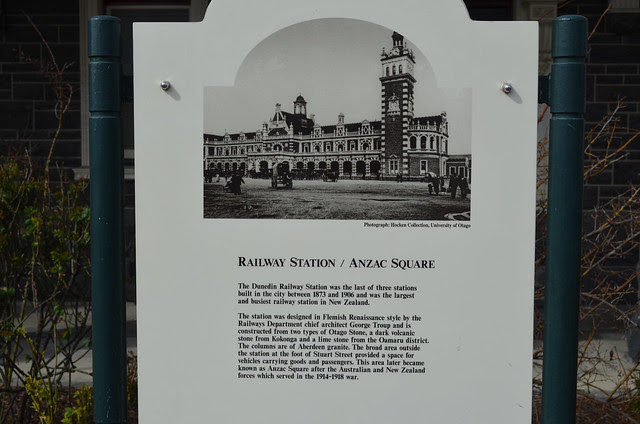 Photograph: Hocken Collection, University of Otago
RAILWAY STATION / ANZAC SQUARE
The Dunedin Railway Station was the last of three stations
built in the city between 1873 and 1906 and was the largest
and busiest railway station in New Zealand.
The station was designed in Flemish Renaissance style by the
Railways Department chief architect George Troup and is
constructed from two types of Otago Stone, a dark volcanic
stone from Kokonga and a lime stone from the Oamaru district.
The columns are of Aberdeen granite. The broad area outside
the station at the foot of Stuart Street provided a space for
vehicles carrying goods and passengers. This area later became
known as Anzac Square after the Australian and New Zealand
forces which served in the 1914-1918 war.